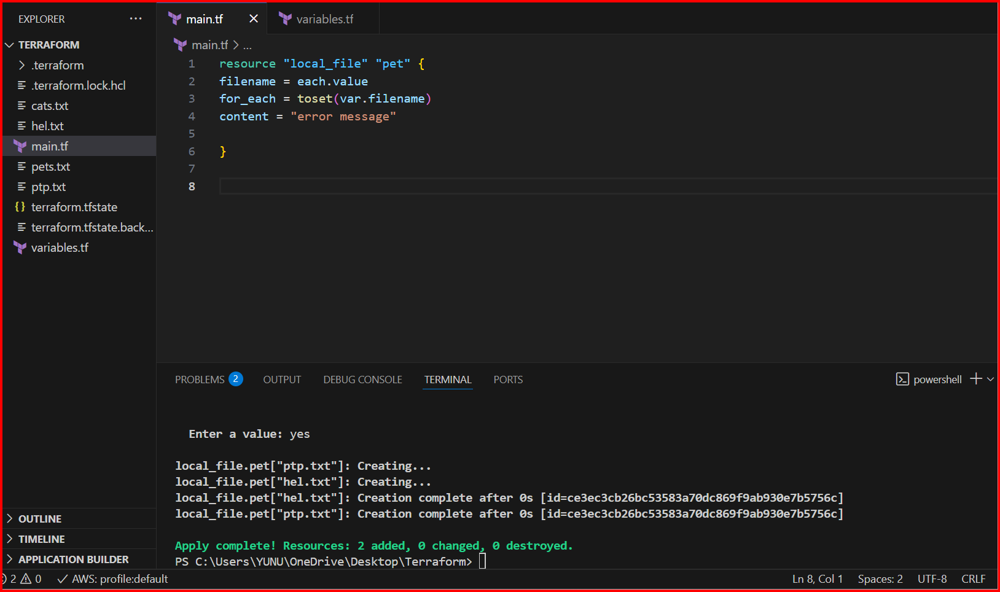 EXPLORER
...
TERRAFORM
.terraform
.terraform.lock.hcl
cats.txt
hel.txt
main.tf
pets.txt
ptp.txt
{} terraform.tfstate
terraform.tfstate.back...
variables.tf
OUTLINE
TIMELINE
APPLICATION BUILDER
main.tf
variables.tf
main.tf > ...
1 resource "local_file" "pet" {
2 filename = each.value
3 for_each = toset(var.filename)
4 content = "error message"
5
6 }
7
8
PROBLEMS 2 OUTPUT DEBUG CONSOLE TERMINAL PORTS
powershell
Enter a value: yes
local_file.pet["ptp.txt"]: Creating...
local_file.pet["hel.txt"]: Creating...
local_file.pet["hel.txt"]: Creation complete after 0s [id=ce3ec3cb26bc53583a70dc869f9ab930e7b5756c]
local_file.pet["ptp.txt"]: Creation complete after 0s [id=ce3ec3cb26bc53583a70dc869f9ab930e7b5756c]
Apply complete! Resources: 2 added, 0 changed, 0 destroyed.
PS C:\Users\YUNU\OneDrive\Desktop\Terraform>
2 0 AWS: profile:default Ln 8, Col 1 Spaces: 2 UTF-8 CRLF